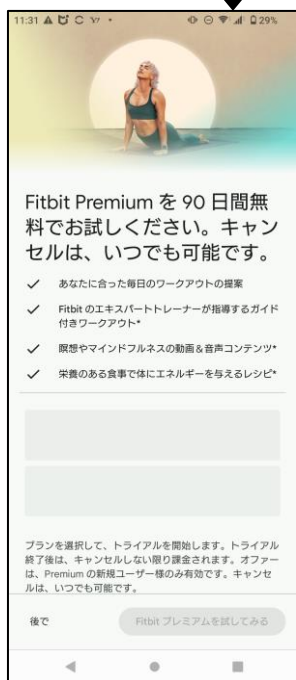 11:31
29%
Fitbit Premium を 90 日間無
料でお試しください。キャン
セルは、いつでも可能です。
あなたに合った毎日のワークアウトの提案
Fitbit のエキスパートトレーナーが指導するガイド
付きワークアウト*
瞑想やマインドフルネスの動画＆音声コンテンツ*
栄養のある食事で体にエネルギーを与えるレシピ*
プランを選択して、トライアルを開始します。トライアル
終了後は、キャンセルしない限り課金されます。オファー
は、Premium の新規ユーザー様のみ有効です。キャンセ
ルは、いつでも可能です。
後で
Fitbit プレミアムを試してみる